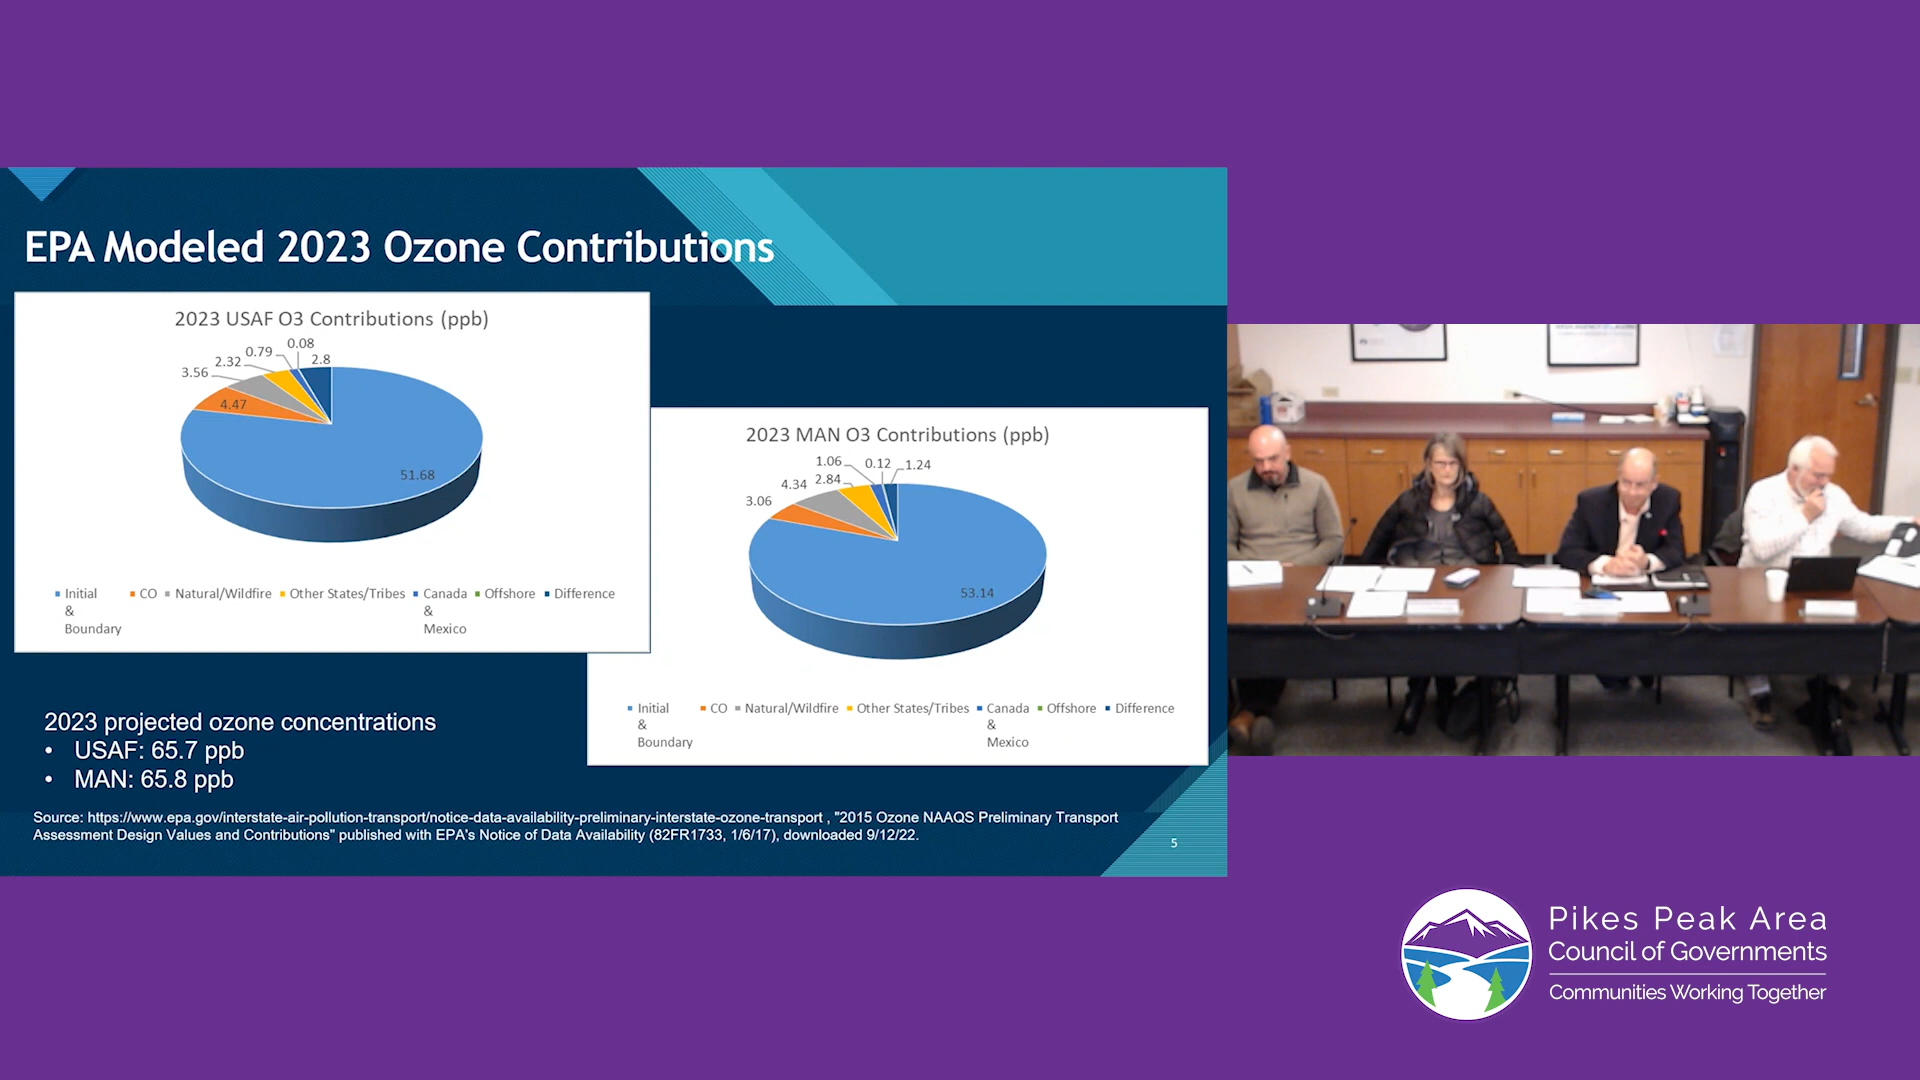 EPA Modeled 2023 Ozone Contributions
2023 USAF O3 Contributions (ppb)
0.08
0.79
2.8
2.32
3.56
4.47
51.68
Initial & Boundary
CO
Natural/Wildfire
Other States/Tribes
Canada & Mexico
Offshore
Difference
2023 MAN O3 Contributions (ppb)
1.06
0.12
1.24
4.34
2.84
3.06
53.14
Initial & Boundary
CO
Natural/Wildfire
Other States/Tribes
Canada & Mexico
Offshore
Difference
2023 projected ozone concentrations
• USAF: 65.7 ppb
• MAN: 65.8 ppb
Source: https://www.epa.gov/interstate-air-pollution-transport/notice-data-availability-preliminary-interstate-ozone-transport , "2015 Ozone NAAQS Preliminary Transport
Assessment Design Values and Contributions" published with EPA's Notice of Data Availability (82FR1733, 1/6/17), downloaded 9/12/22.
5
Pikes Peak Area
Council of Governments
Communities Working Together